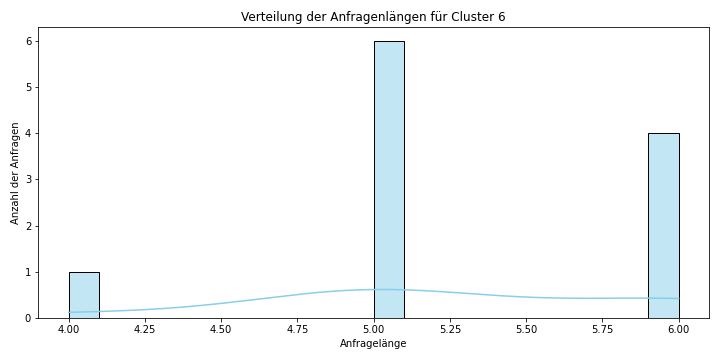 Verteilung der Anfragenlängen für Cluster 6
Anzahl der Anfragen
6
5
4
3
2
1
0
4.00 4.25 4.50 4.75 5.00 5.25 5.50 5.75 6.00
Anfragelänge